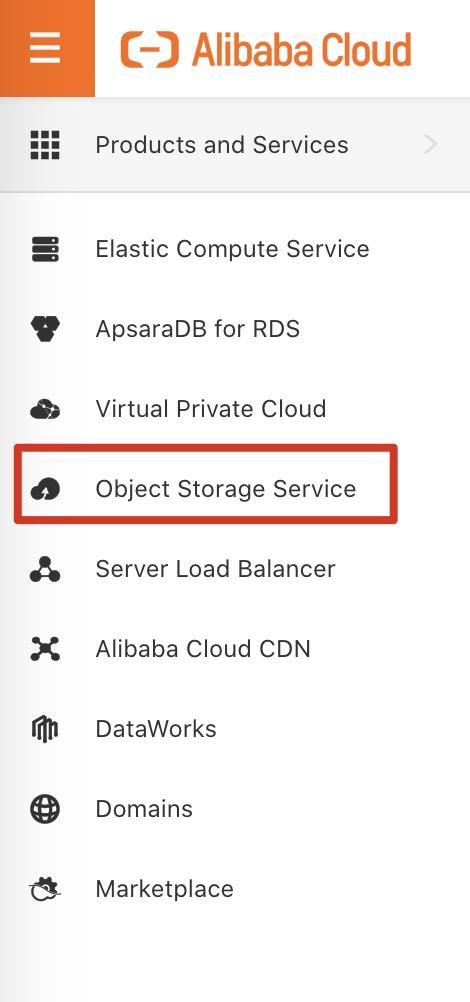 Alibaba Cloud
Products and Services
Elastic Compute Service
ApsaraDB for RDS
Virtual Private Cloud
Object Storage Service
Server Load Balancer
Alibaba Cloud CDN
DataWorks
Domains
Marketplace